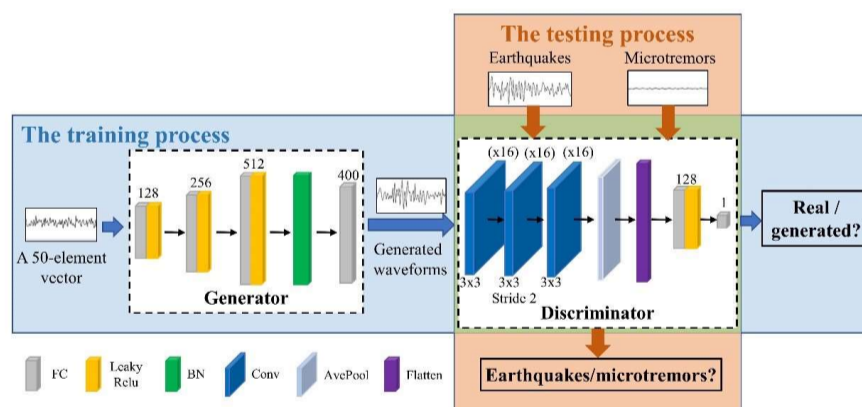 The testing process
Earthquakes
Microtremors
The training process
A 50-element
vector
128
256
512
400
Generator
Generated
waveforms
(x16)
(x16)
(x16)
3x3
3x3
3x3
Stride 2
128
1
Discriminator
Real /
generated?
Earthquakes/microtremors?
FC
Leaky
Relu
BN
Conv
AvePool
Flatten